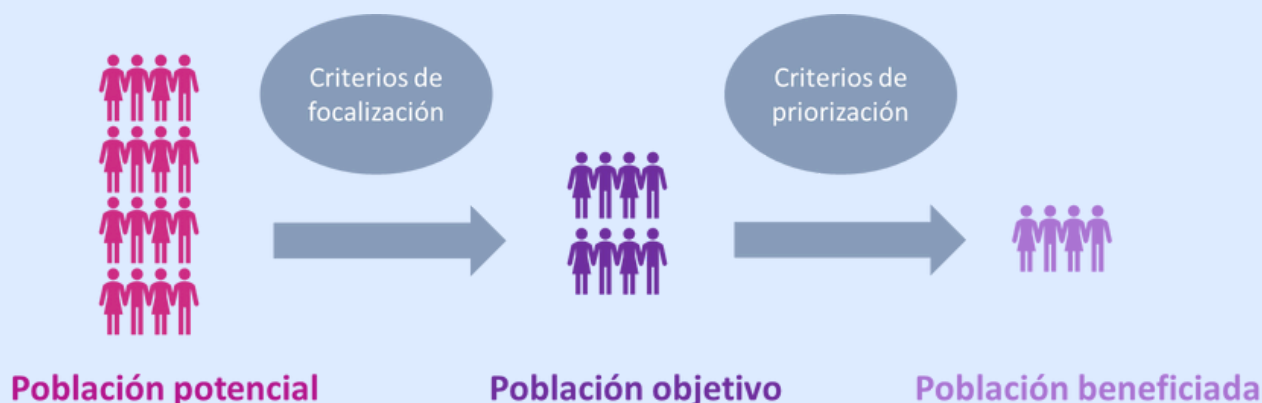 Criterios de
focalización
Criterios de
priorización
Población potencial
Población objetivo
Población beneficiada